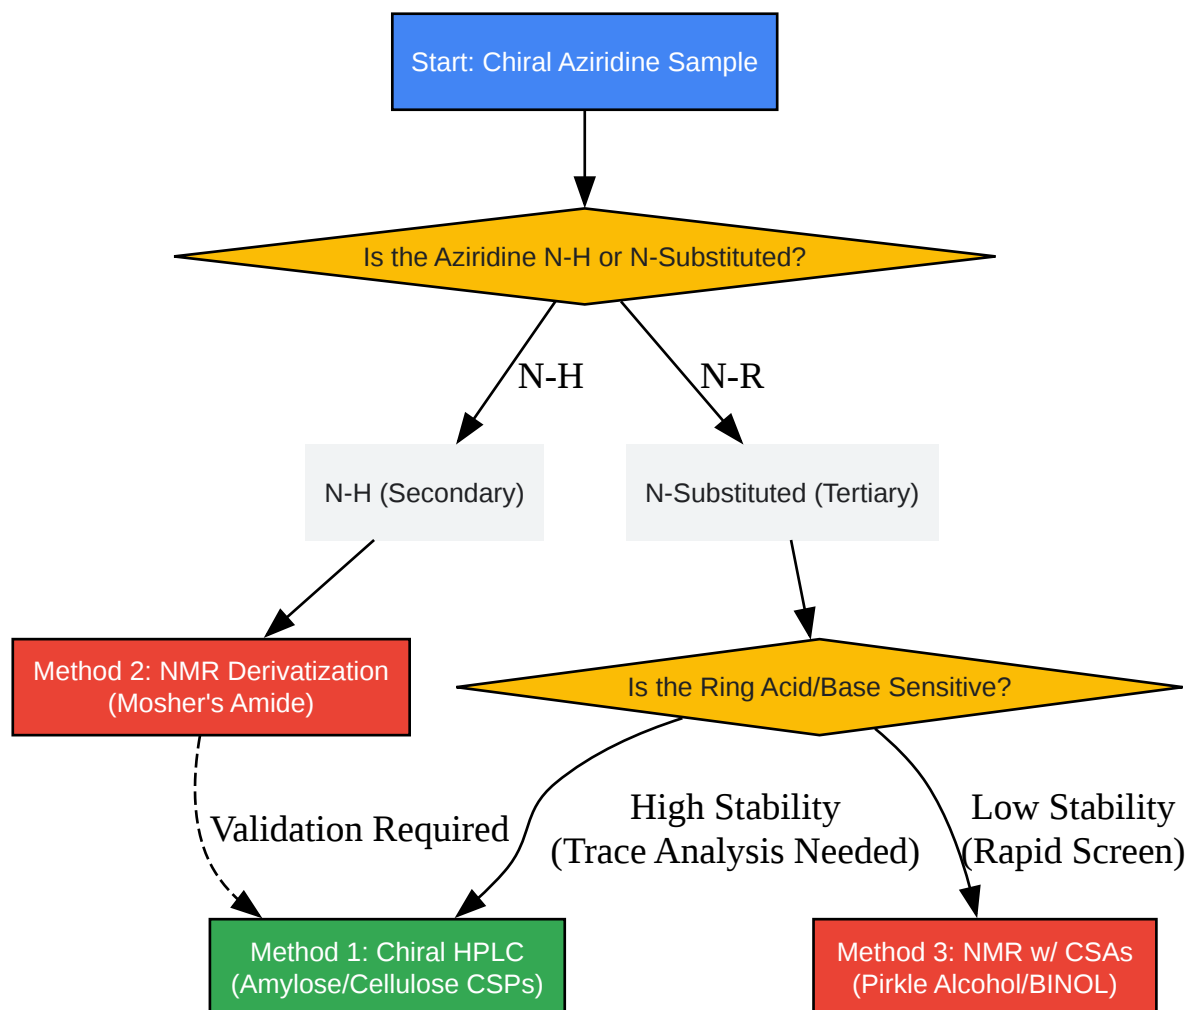 Start: Chiral Aziridine Sample
Is the Aziridine N-H or N-Substituted?
N-H
N-R
N-H (Secondary)
N-Substituted (Tertiary)
Method 2: NMR Derivatization
(Mosher's Amide)
Is the Ring Acid/Base Sensitive?
Validation Required
High Stability
(Trace Analysis Needed)
Low Stability
(Rapid Screen)
Method 1: Chiral HPLC
(Amylose/Cellulose CSPs)
Method 3: NMR w/ CSAs
(Pirkle Alcohol/BINOL)